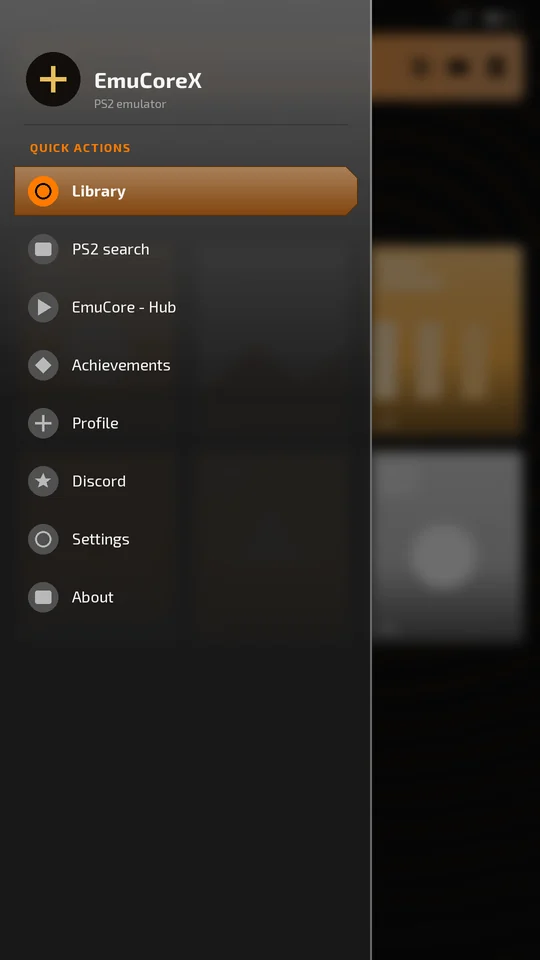 EmuCoreX
PS2 emulator
QUICK ACTIONS
Library
PS2 search
EmuCore - Hub
Achievements
Profile
Discord
Settings
About